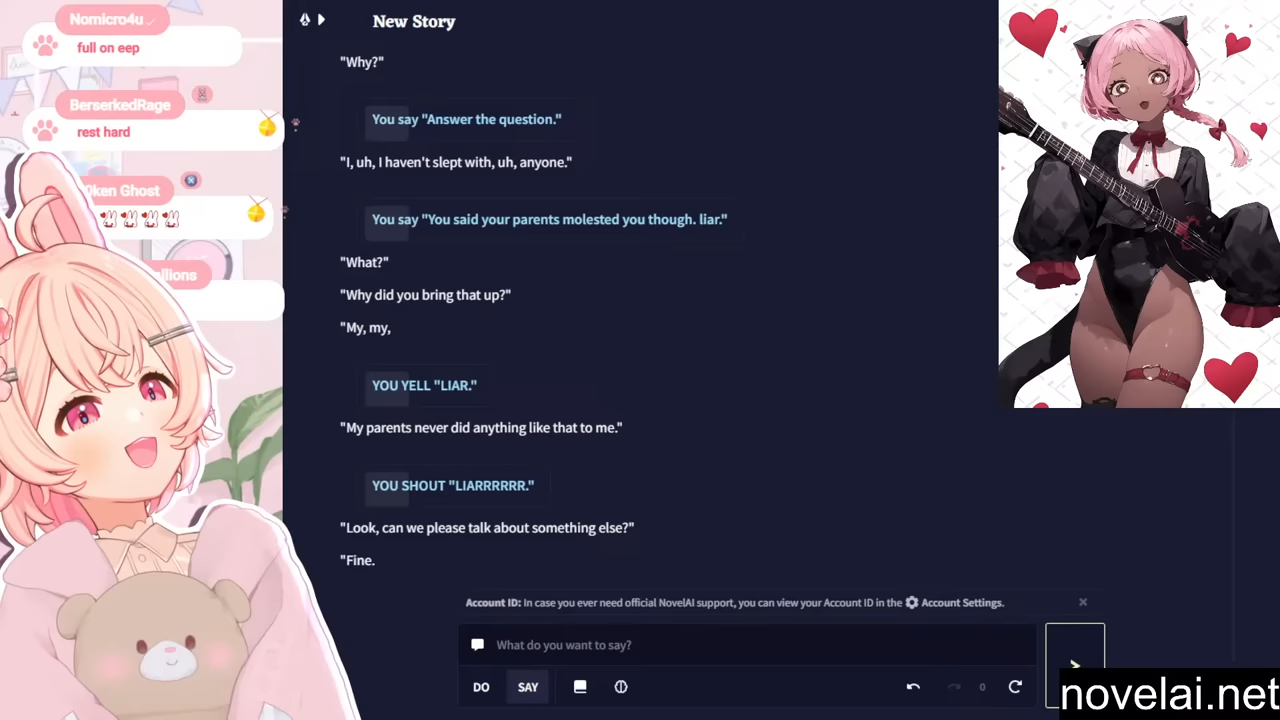 Nomicro4u
full on eep
BerserkedRage
rest hard
0ken Ghost
llions
New Story
"Why?"
You say "Answer the question."
"I, uh, I haven't slept with, uh, anyone."
You say "You said your parents molested you though. liar."
"What?"
"Why did you bring that up?"
"My, my,
YOU YELL "LIAR."
"My parents never did anything like that to me."
YOU SHOUT "LIARRRRRR."
"Look, can we please talk about something else?"
"Fine.
Account ID: In case you ever need official NovelAI support, you can view your Account ID in the Account Settings.
What do you want to say?
DO
SAY
0
novelai.net